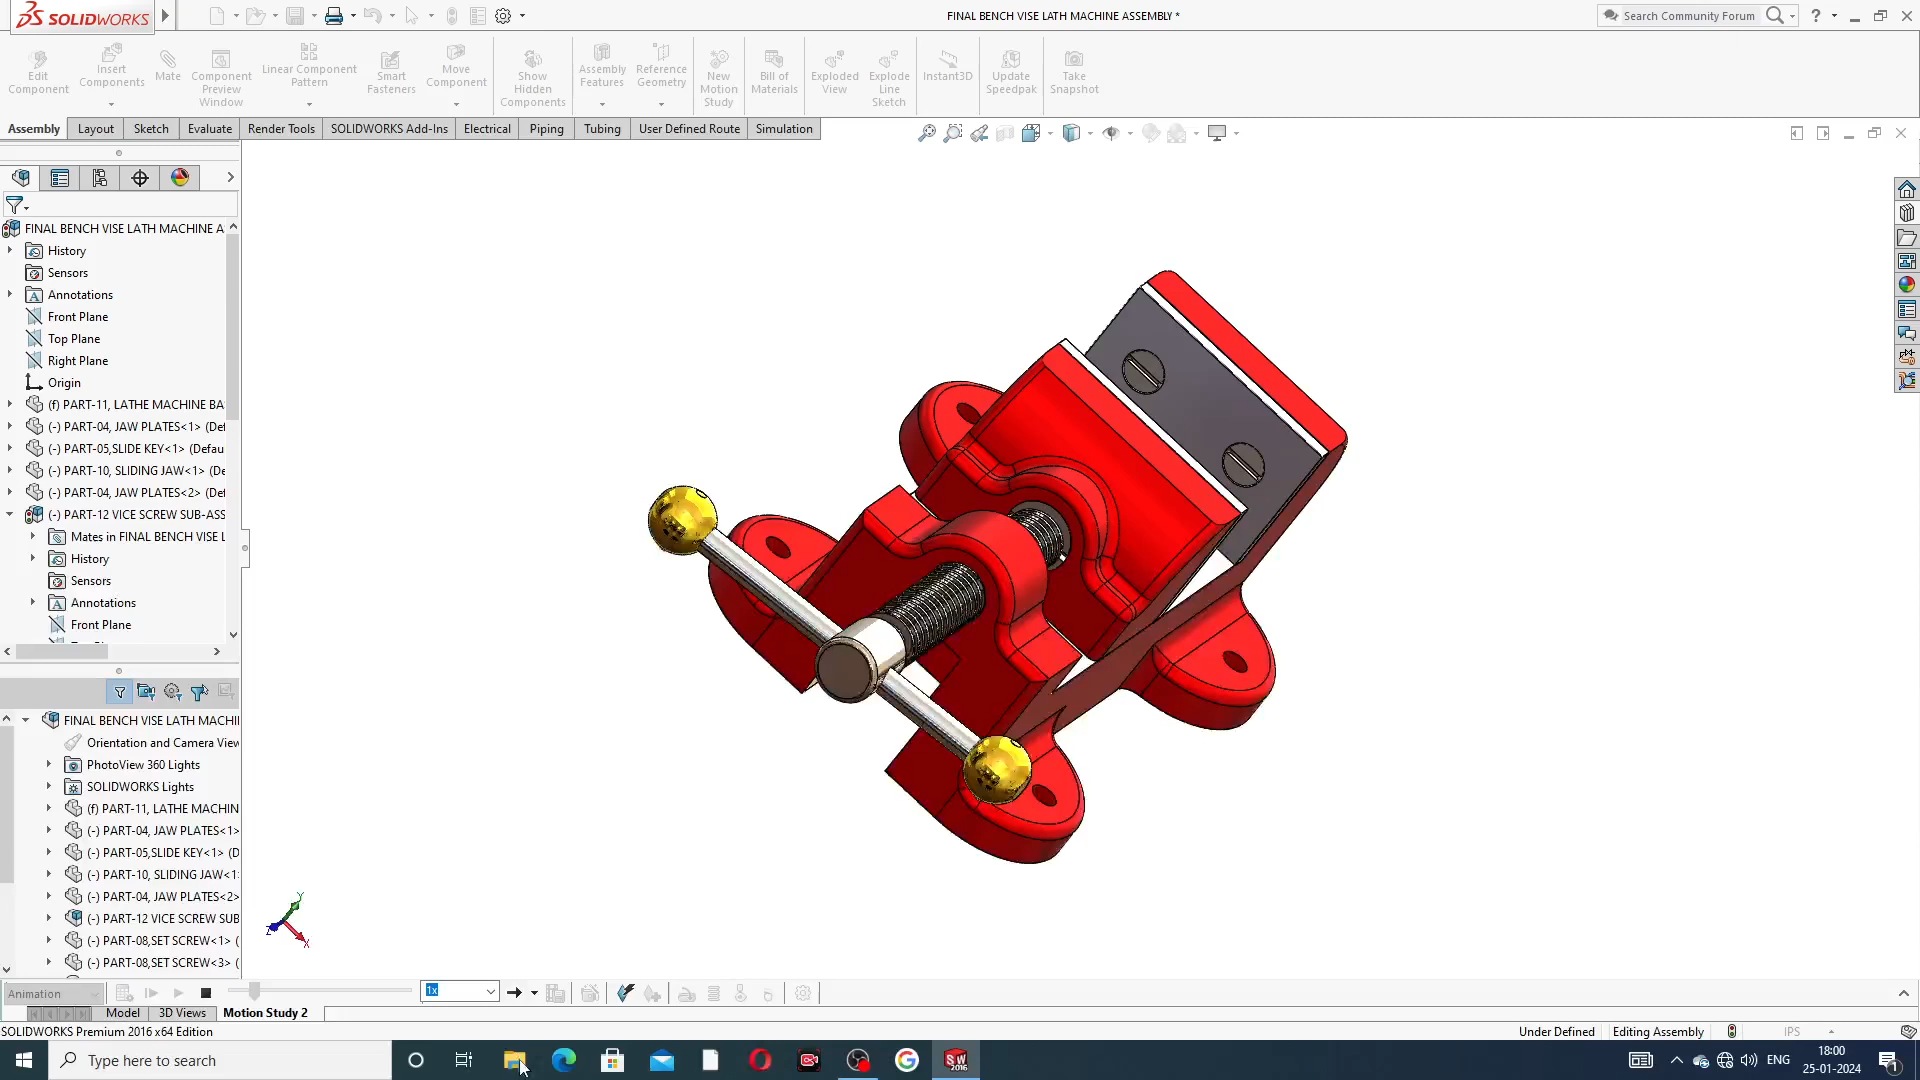 SOLIDWORKS
FINAL BENCH VISE LATH MACHINE ASSEMBLY *
Search Community Forum
?
Edit Component
Insert Components
Mate
Component Preview Window
Linear Component Pattern
Smart Fasteners
Move Component
Show Hidden Components
Assembly Features
Reference Geometry
New Motion Study
Bill of Materials
Exploded View
Explode Line Sketch
Instant3D
Update Speedpak
Take Snapshot
Assembly
Layout
Sketch
Evaluate
Render Tools
SOLIDWORKS Add-Ins
Electrical
Piping
Tubing
User Defined Route
Simulation
FINAL BENCH VISE LATH MACHINE A
History
Sensors
Annotations
Front Plane
Top Plane
Right Plane
Origin
(f) PART-11, LATHE MACHINE BA
(-) PART-04, JAW PLATES<1> (Def
(-) PART-05,SLIDE KEY<1> (Defau
(-) PART-10, SLIDING JAW<1> (De
(-) PART-04, JAW PLATES<2> (Def
(-) PART-12 VICE SCREW SUB-ASS
Mates in FINAL BENCH VISE L
History
Sensors
Annotations
Front Plane
FINAL BENCH VISE LATH MACHI
Orientation and Camera View
PhotoView 360 Lights
SOLIDWORKS Lights
(f) PART-11, LATHE MACHIN
(-) PART-04, JAW PLATES<1>
(-) PART-05,SLIDE KEY<1> (D
(-) PART-10, SLIDING JAW<1
(-) PART-04, JAW PLATES<2>
(-) PART-12 VICE SCREW SUB
(-) PART-08,SET SCREW<1> (
(-) PART-08,SET SCREW<3> (
Y
Z
X
Animation
1x
Model
3D Views
Motion Study 2
SOLIDWORKS Premium 2016 x64 Edition
Under Defined
Editing Assembly
IPS
Type here to search
SW
2016
ENG
18:00
25-01-2024
1